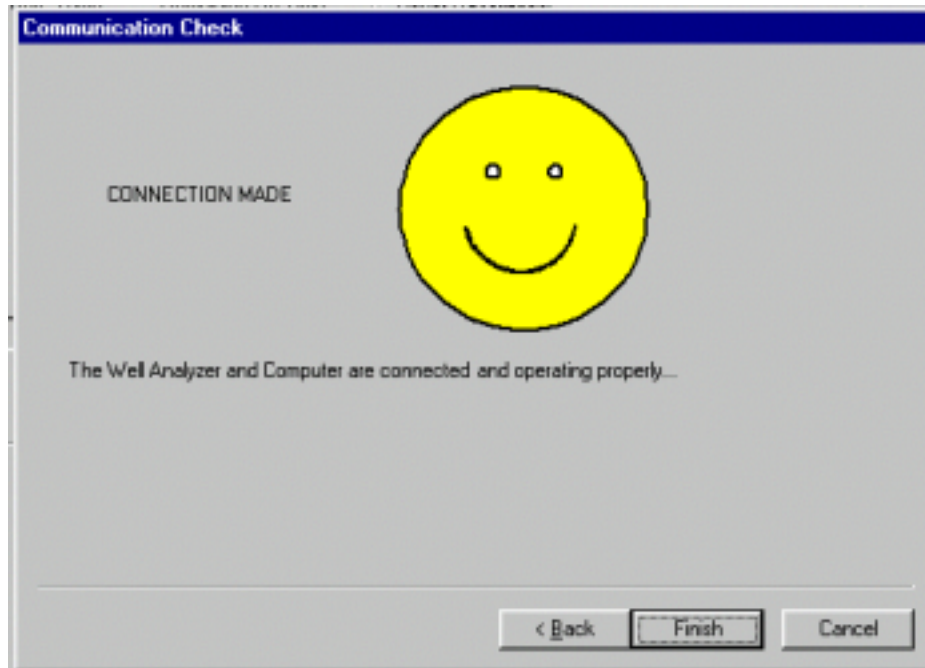 Communication Check
CONNECTION MADE
The Well Analyzer and Computer are connected and operating properly....
< Back
Finish
Cancel